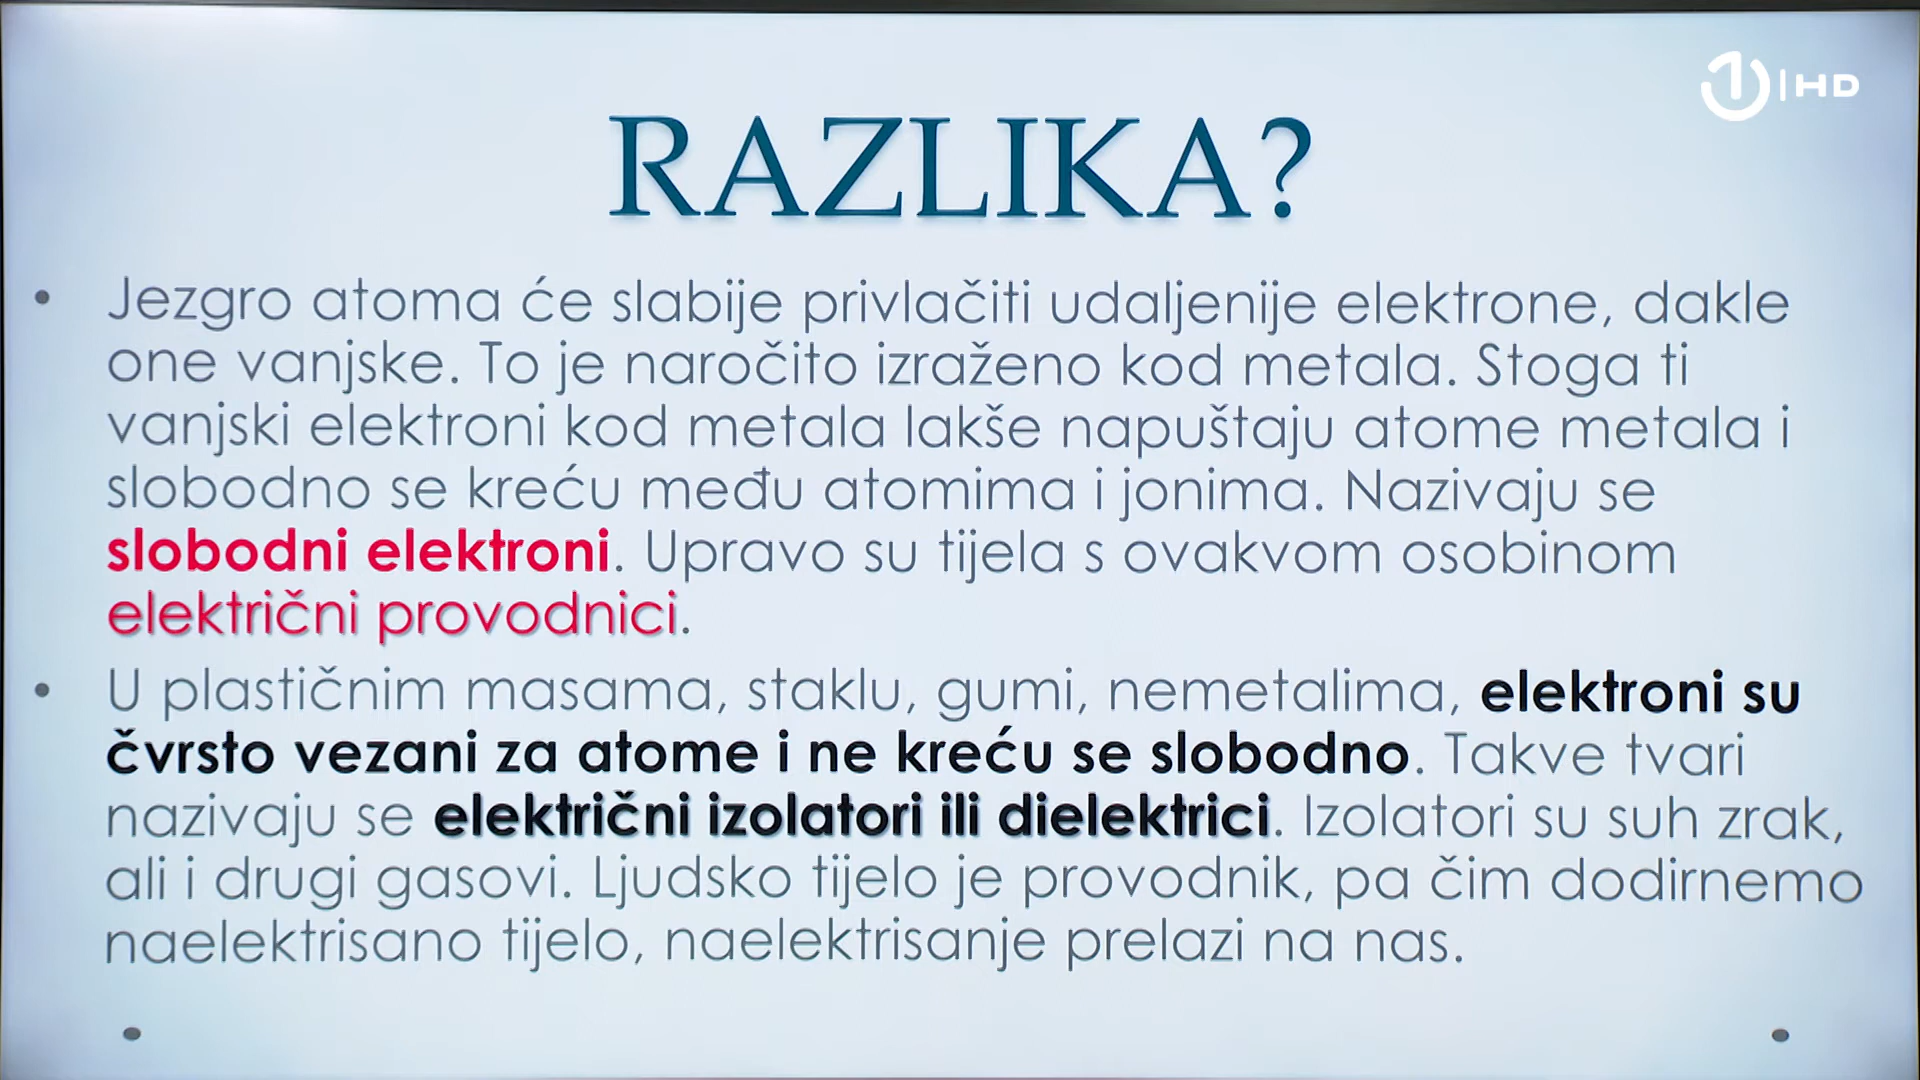 1 HD
RAZLIKA?
• Jezgro atoma će slabije privlačiti udaljenije elektrone, dakle
one vanjske. To je naročito izraženo kod metala. Stoga ti
vanjski elektroni kod metala lakše napuštaju atome metala i
slobodno se kreću među atomima i jonima. Nazivaju se
slobodni elektroni. Upravo su tijela s ovakvom osobinom
električni provodnici.
• U plastičnim masama, staklu, gumi, nemetalima, elektroni su
čvrsto vezani za atome i ne kreću se slobodno. Takve tvari
nazivaju se električni izolatori ili dielektrici. Izolatori su suh zrak,
ali i drugi gasovi. Ljudsko tijelo je provodnik, pa čim dodirnemo
naelektrisano tijelo, naelektrisanje prelazi na nas.